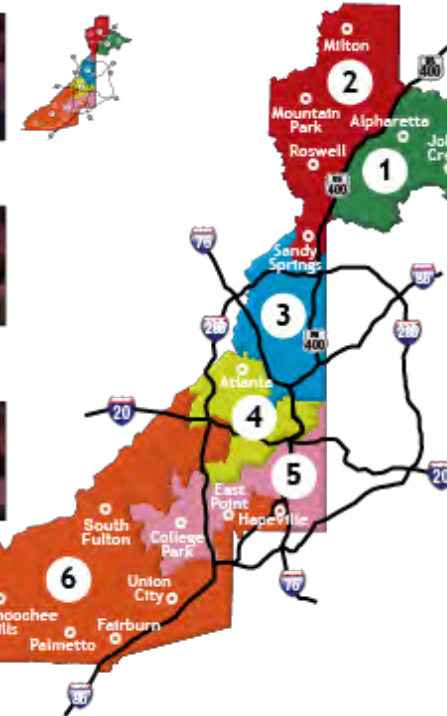 Milton
2
400
Mountain
Park
Alpharetta
Roswell
1
400
Sandy
Springs
75
85
3
285
400
285
Atlanta
20
4
5
20
East
Point
Hapeville
South
Fulton
College
Park
6
Union
City
75
Fairburn
Palmetto
85